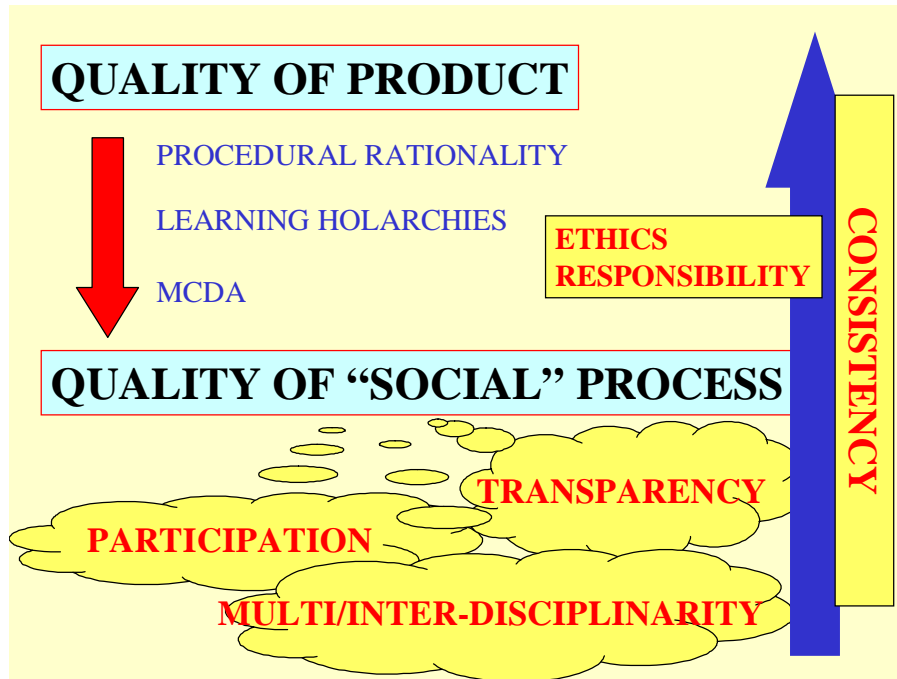 QUALITY OF PRODUCT
PROCEDURAL RATIONALITY
LEARNING HOLARCHIES
MCDA
ETHICS
RESPONSIBILITY
CONSISTENCY
QUALITY OF “SOCIAL” PROCESS
TRANSPARENCY
PARTICIPATION
MULTI/INTER-DISCIPLINARITY